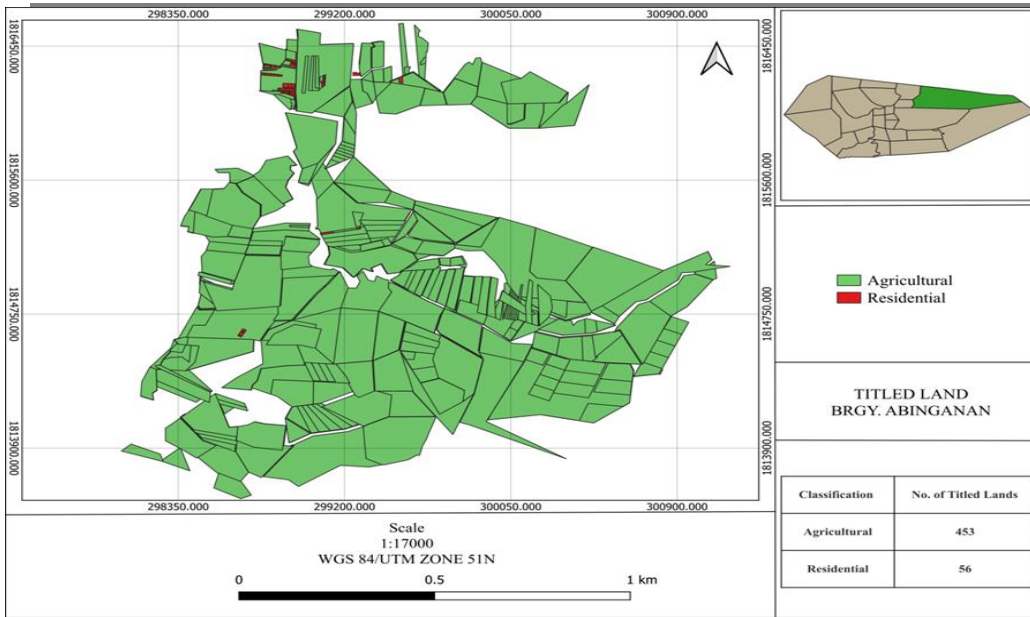 298350.000 299200.000 300050.000 300900.000
1816450.000
1815600.000
1814750.000
1813900.000
1816450.000
1815600.000
1814750.000
1813900.000
298350.000 299200.000 300050.000 300900.000
Agricultural
Residential
TITLED LAND
BRGY. ABINGANAN
Classification No. of Titled Lands
Agricultural 453
Residential 56
Scale
1:17000
WGS 84/UTM ZONE 51N
0 0.5 1 km